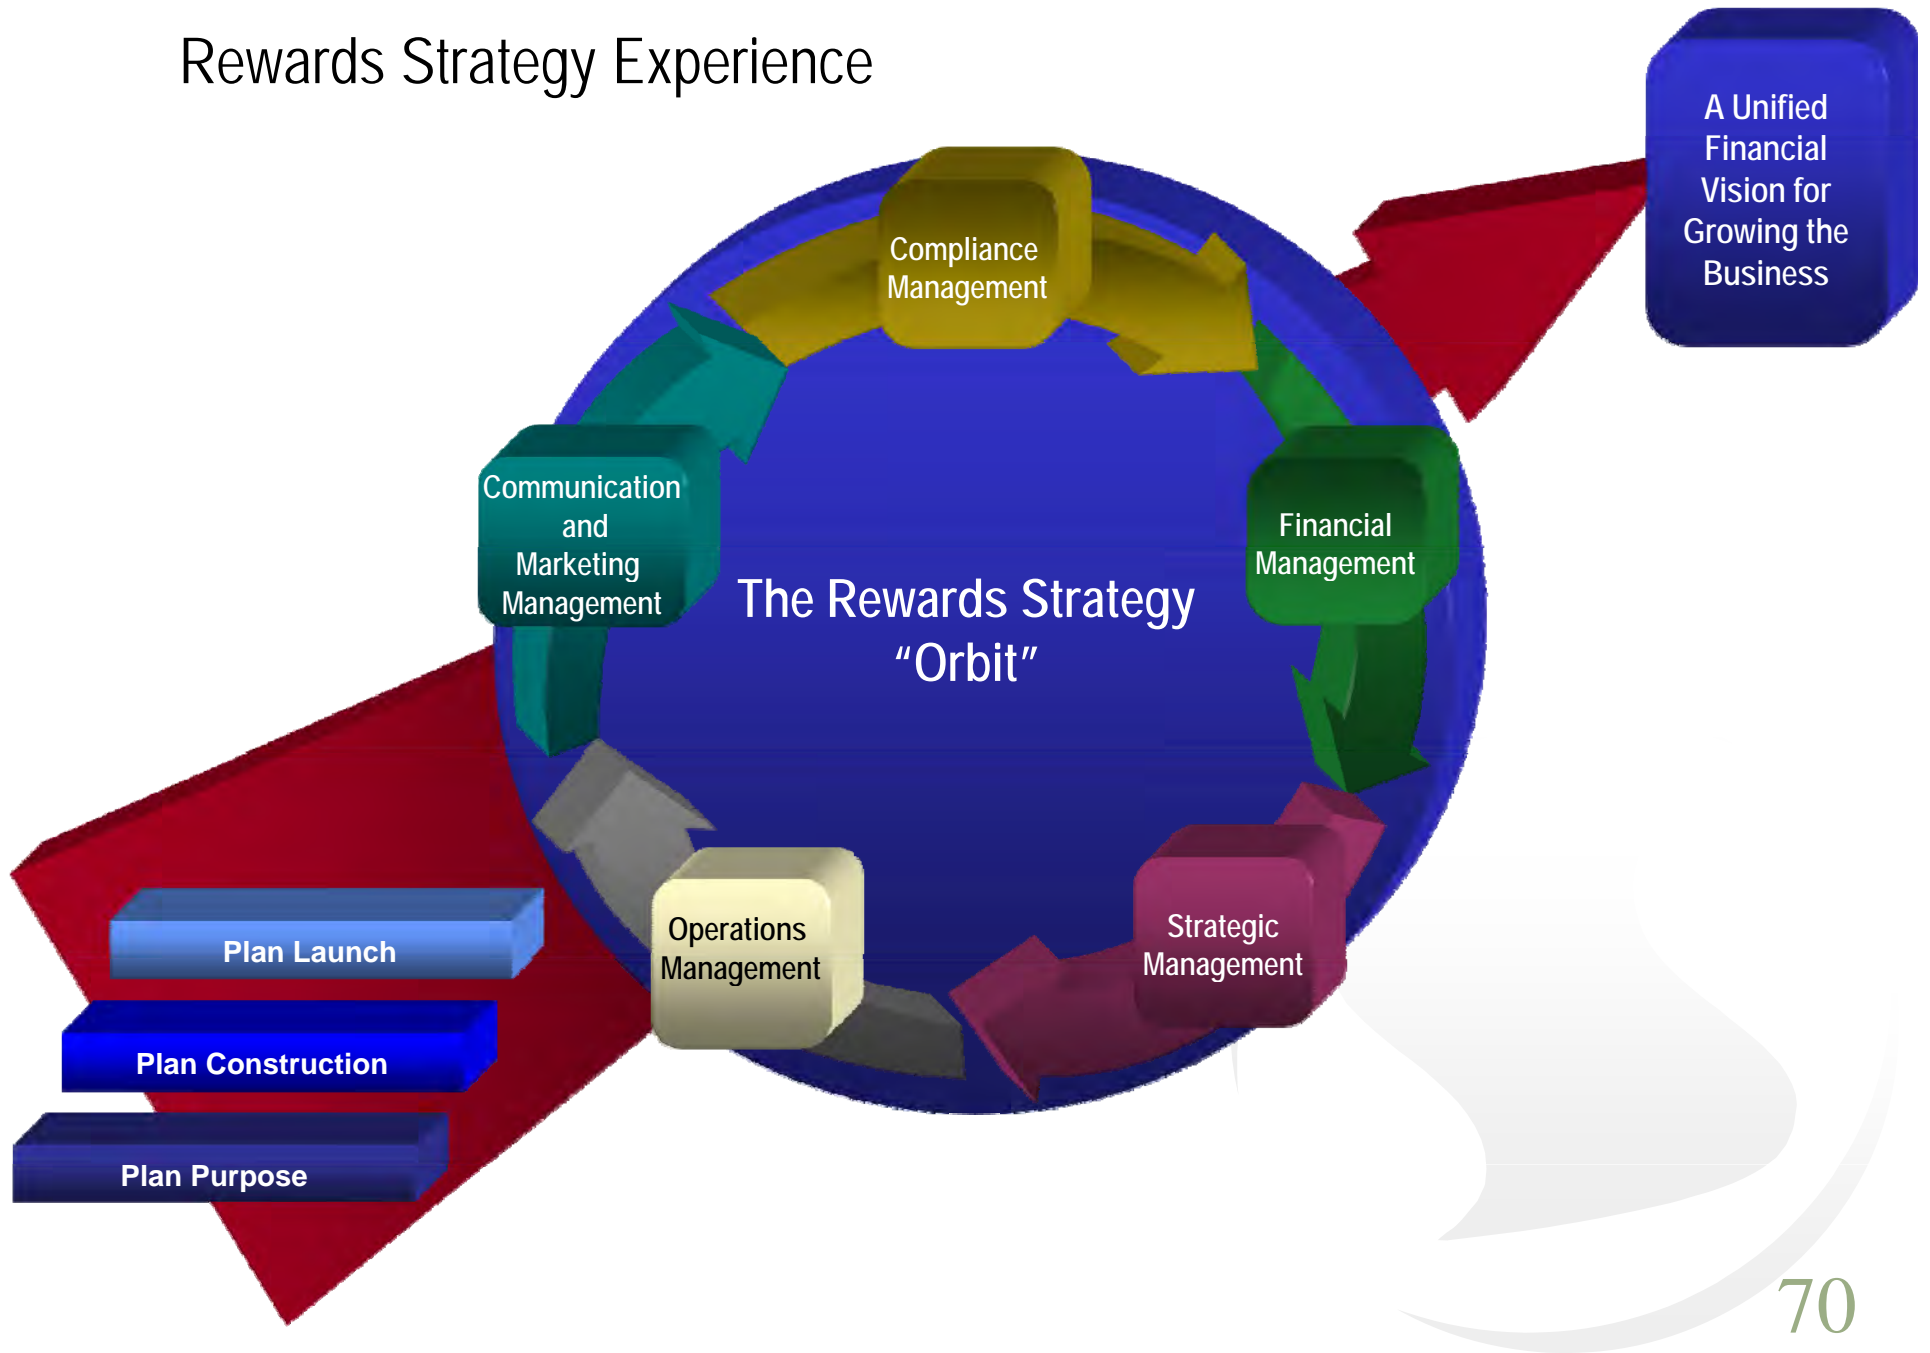 Rewards Strategy Experience
A Unified
Financial
Vision for
Growing the
Business
Compliance
Management
Communication
and
Marketing
Management
Financial
Management
The Rewards Strategy
“Orbit”
Operations
Management
Strategic
Management
Plan Launch
Plan Construction
Plan Purpose
70